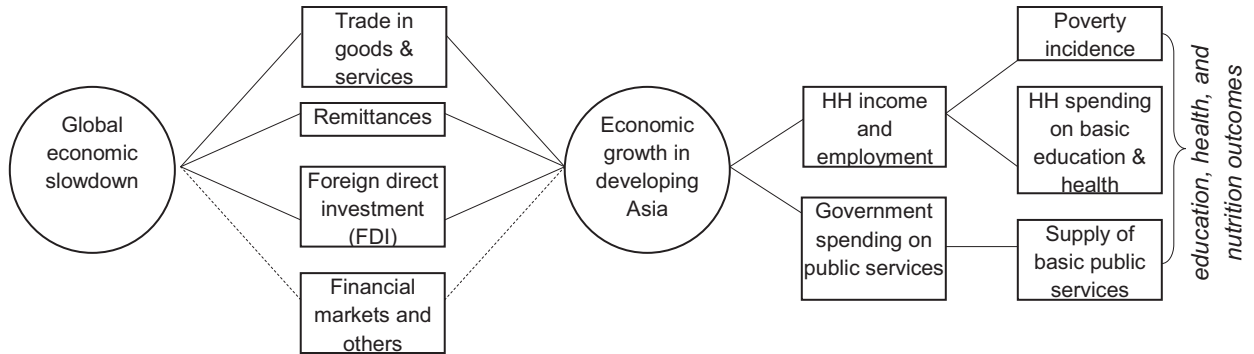 Global
economic
slowdown
Trade in
goods &
services
Remittances
Foreign direct
investment
(FDI)
Financial
markets and
others
Economic
growth in
developing
Asia
HH income
and
employment
Government
spending on
public services
Poverty
incidence
HH spending
on basic
education &
health
Supply of
basic public
services
education, health, and
nutrition outcomes